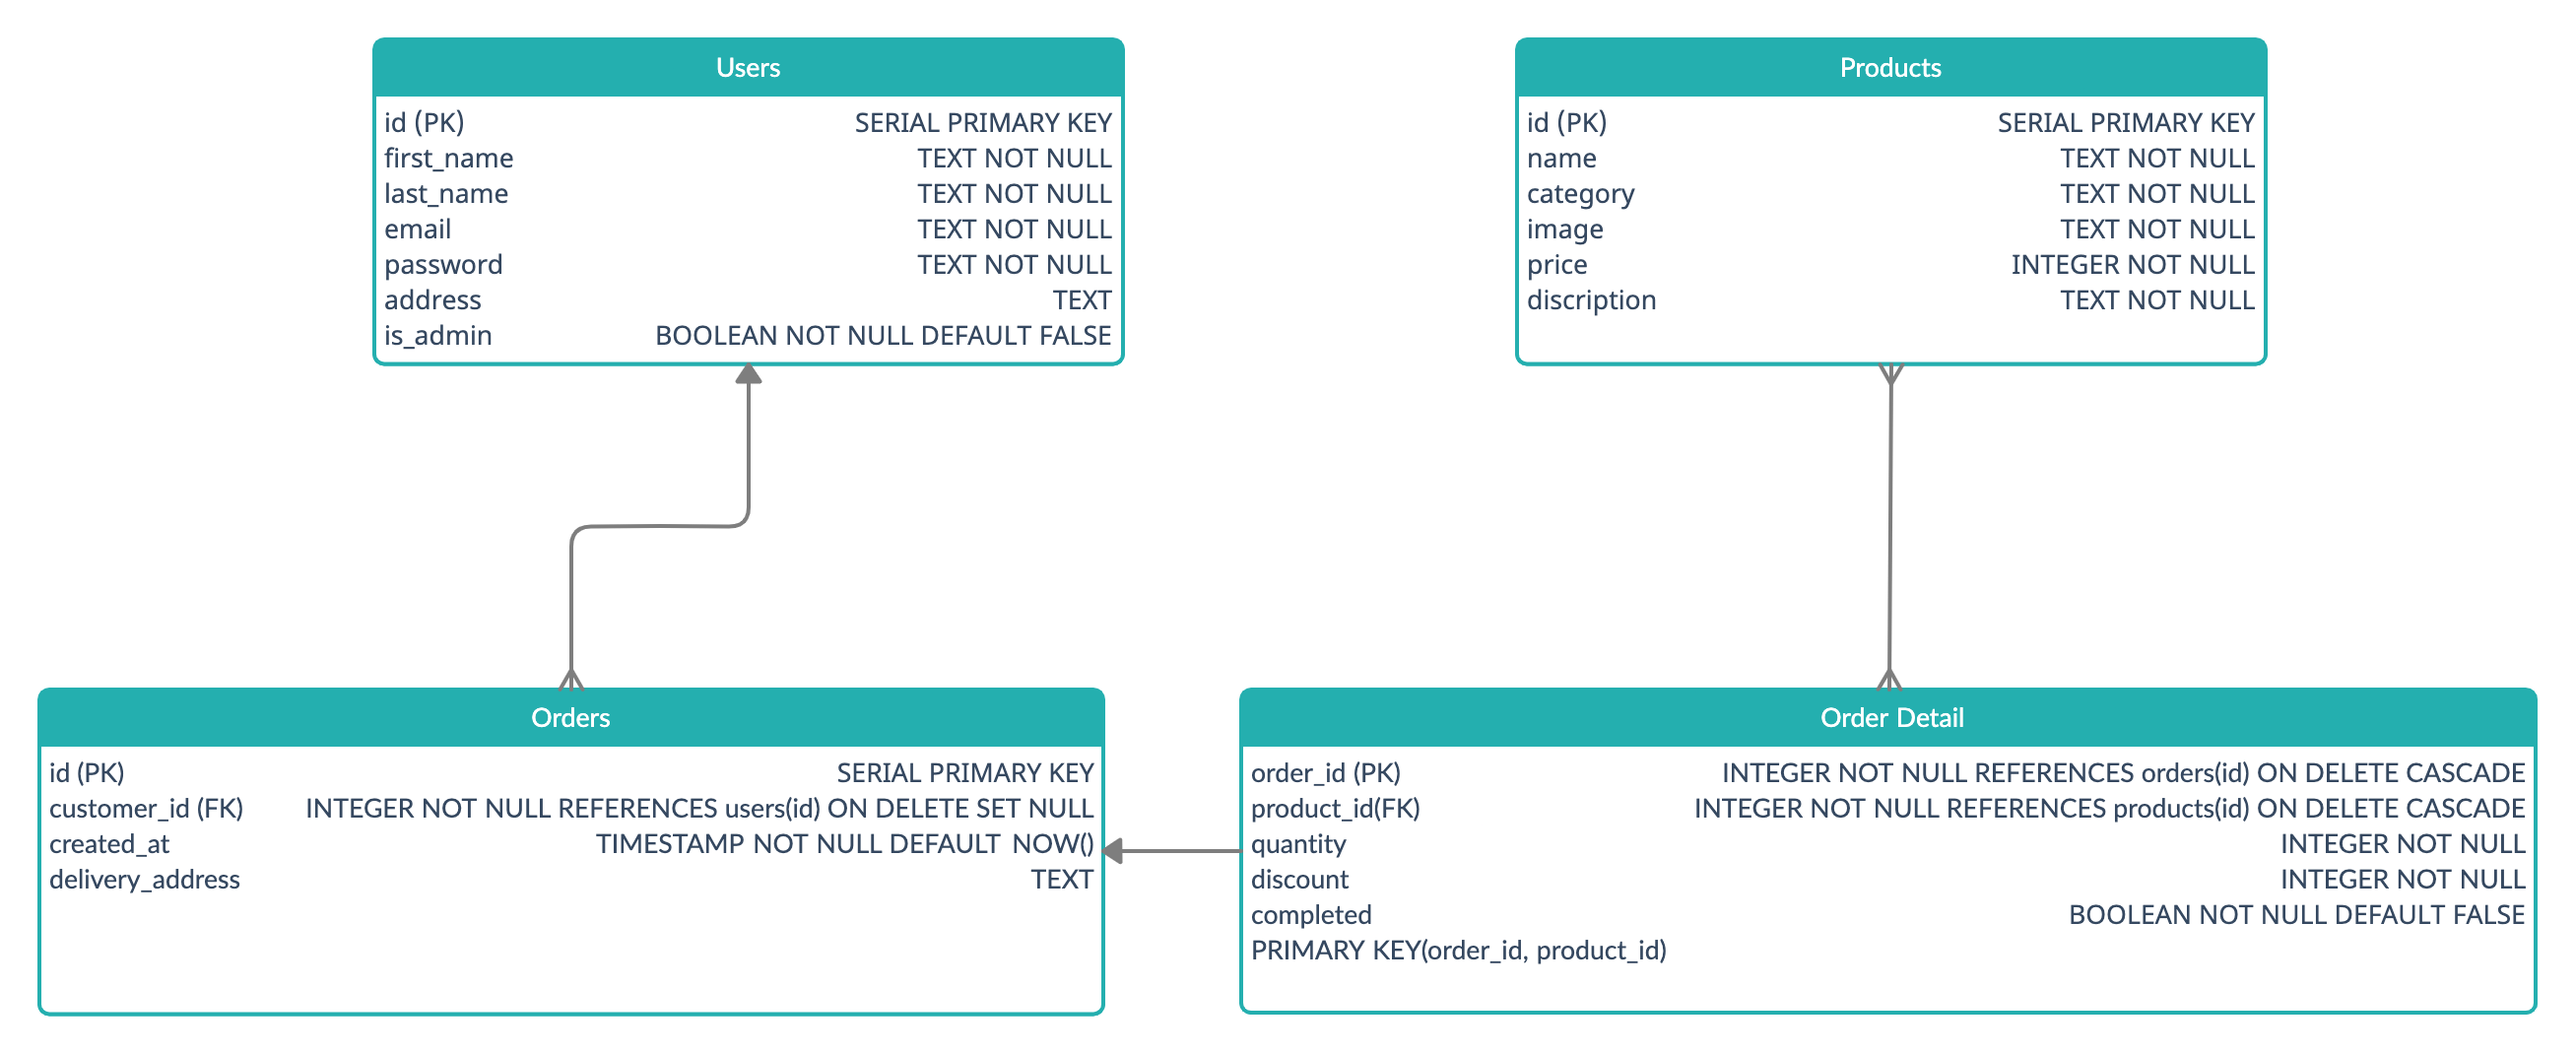 Users
id (PK) SERIAL PRIMARY KEY
first_name TEXT NOT NULL
last_name TEXT NOT NULL
email TEXT NOT NULL
password TEXT NOT NULL
address TEXT
is_admin BOOLEAN NOT NULL DEFAULT FALSE
Products
id (PK) SERIAL PRIMARY KEY
name TEXT NOT NULL
category TEXT NOT NULL
image TEXT NOT NULL
price INTEGER NOT NULL
discription TEXT NOT NULL
Orders
id (PK) SERIAL PRIMARY KEY
customer_id (FK) INTEGER NOT NULL REFERENCES users(id) ON DELETE SET NULL
created_at TIMESTAMP NOT NULL DEFAULT NOW()
delivery_address TEXT
Order Detail
order_id (PK) INTEGER NOT NULL REFERENCES orders(id) ON DELETE CASCADE
product_id(FK) INTEGER NOT NULL REFERENCES products(id) ON DELETE CASCADE
quantity INTEGER NOT NULL
discount INTEGER NOT NULL
completed BOOLEAN NOT NULL DEFAULT FALSE
PRIMARY KEY(order_id, product_id)